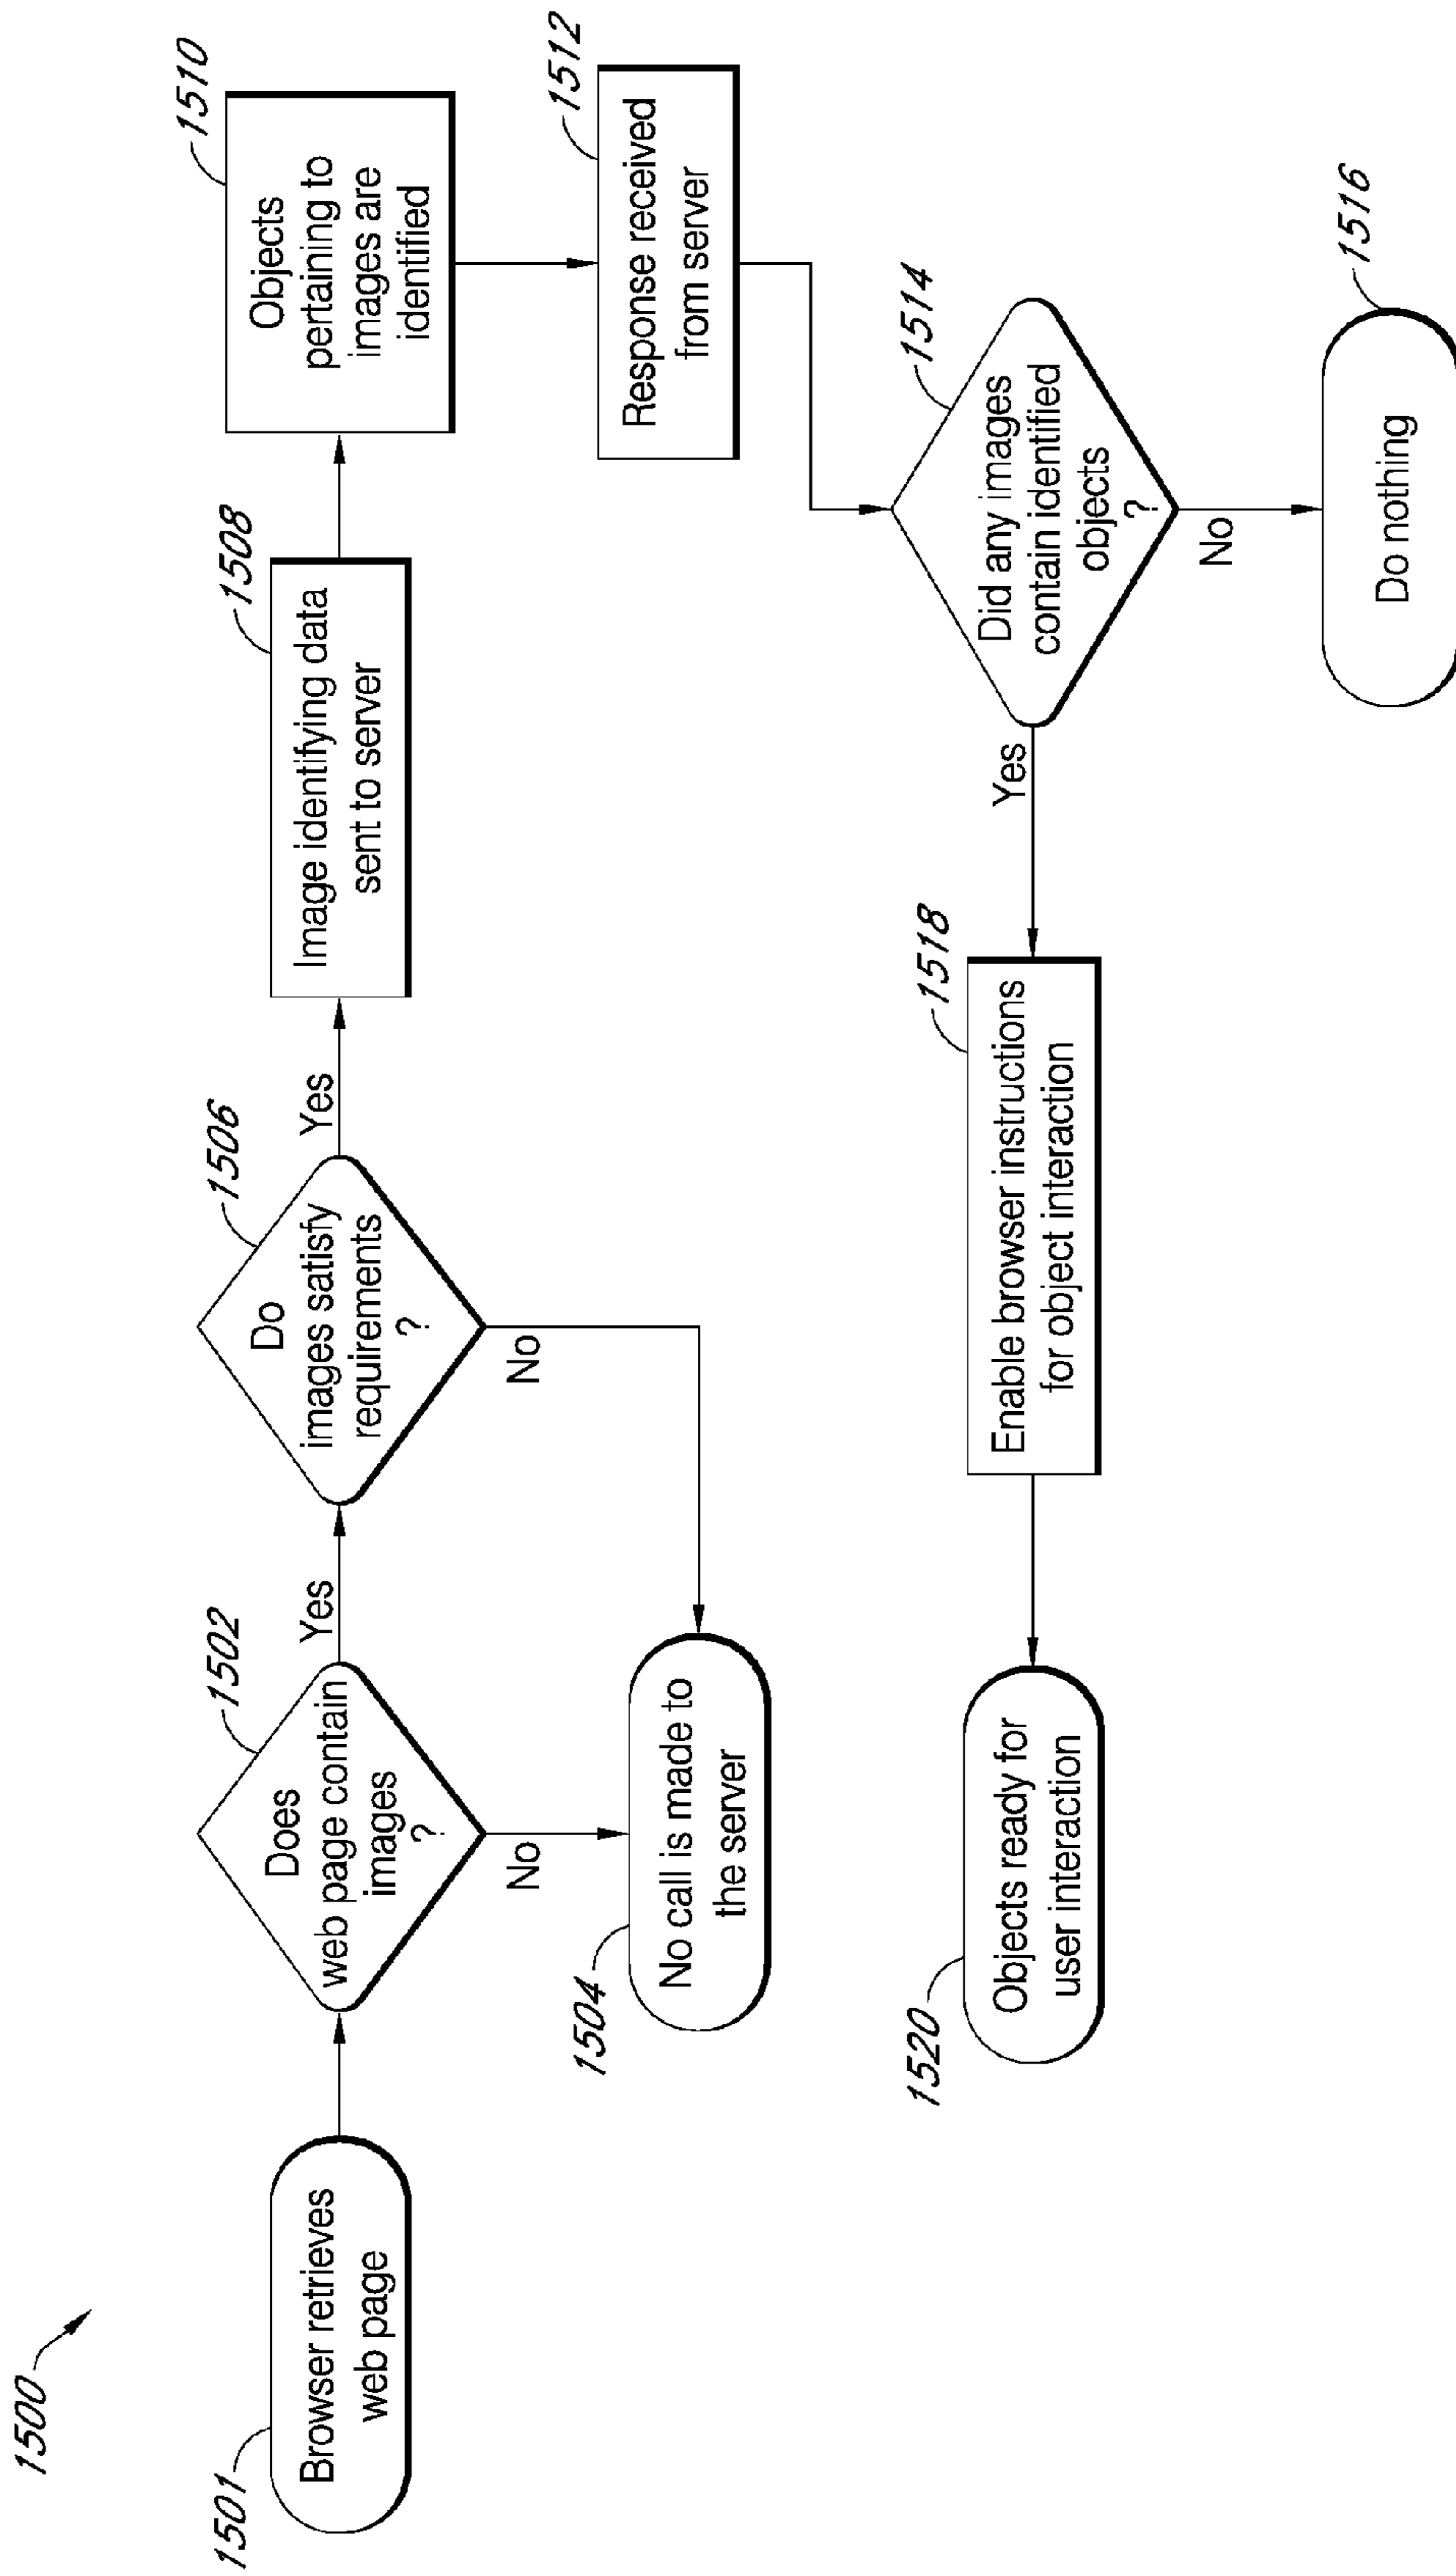 1500
1501
Browser retrieves
web page
1502
Does
web page contain
images
?
Yes
No
1504
No call is made to
the server
1506
Do
images satisfy
requirements
?
Yes
No
1508
Image identifying data
sent to server
1510
Objects
pertaining to
images are
identified
1512
Response received
from server
1514
Did any images
contain identified
objects
?
Yes
No
1516
Do nothing
1518
Enable browser instructions
for object interaction
1520
Objects ready for
user interaction